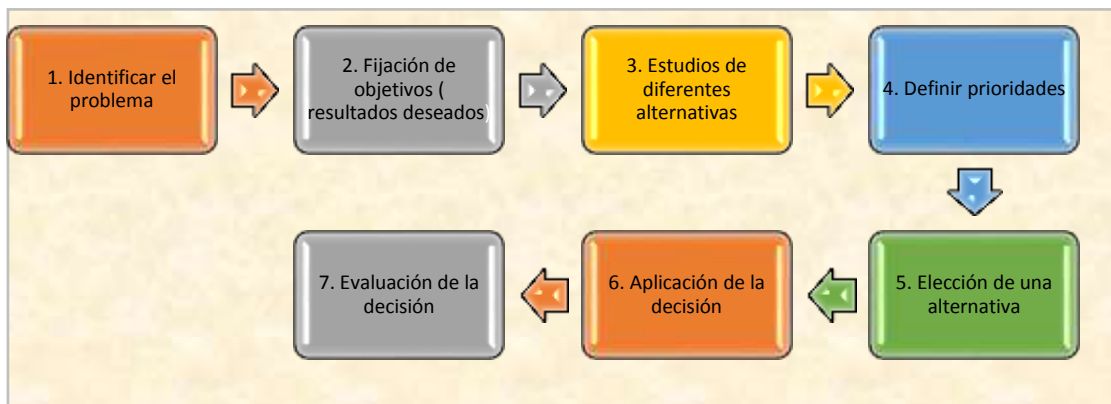 1. Identificar el
problema
2. Fijación de
objetivos (
resultados deseados)
3. Estudios de
diferentes
alternativas
4. Definir prioridades
5. Elección de una
alternativa
6. Aplicación de la
decisión
7. Evaluación de la
decisión